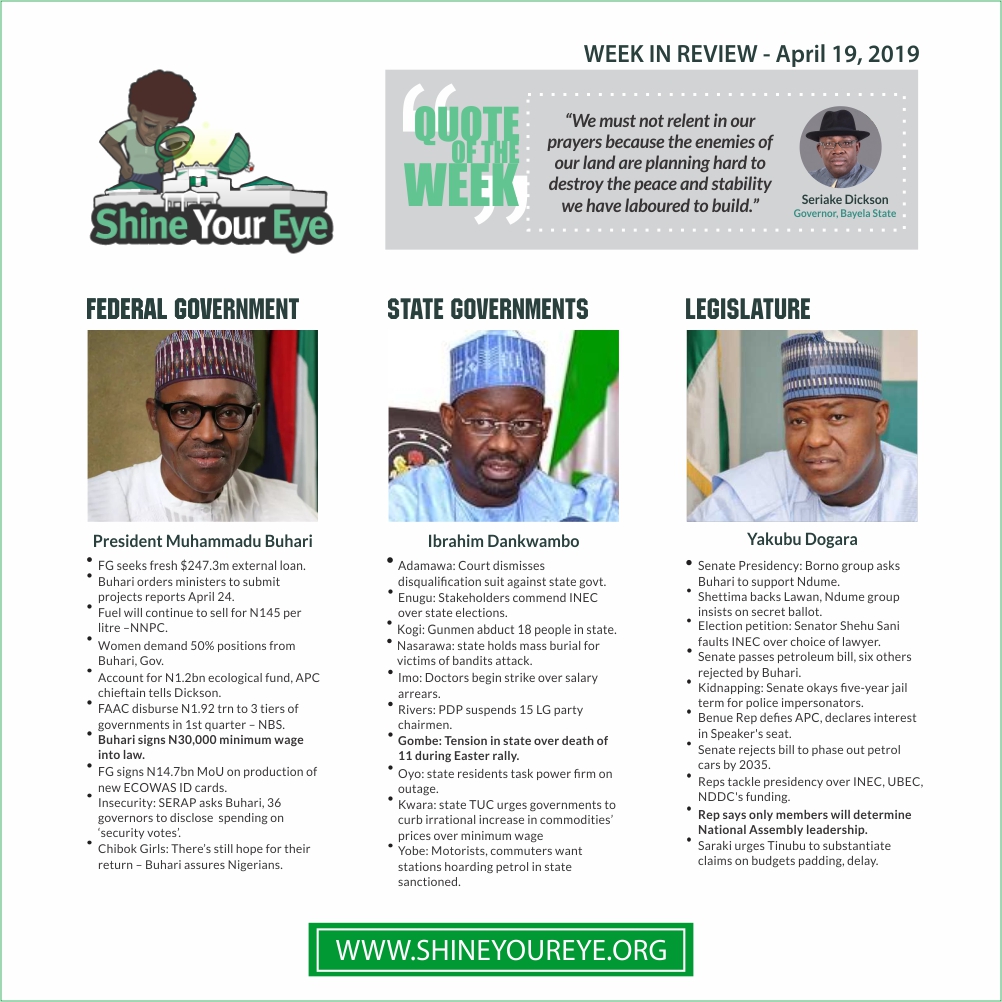 WEEK IN REVIEW - April 19, 2019
Shine Your Eye
QUOTE
OF THE
WEEK
“We must not relent in our
prayers because the enemies of
our land are planning hard to
destroy the peace and stability
we have laboured to build.”
Seriake Dickson
Governor, Bayela State
FEDERAL GOVERNMENT
President Muhammadu Buhari
• FG seeks fresh $247.3m external loan.
• Buhari orders ministers to submit
projects reports April 24.
• Fuel will continue to sell for N145 per
litre –NNPC.
• Women demand 50% positions from
Buhari, Gov.
• Account for N1.2bn ecological fund, APC
chieftain tells Dickson.
• FAAC disburse N1.92 trn to 3 tiers of
governments in 1st quarter – NBS.
• Buhari signs N30,000 minimum wage
into law.
• FG signs N14.7bn MoU on production of
new ECOWAS ID cards.
• Insecurity: SERAP asks Buhari, 36
governors to disclose spending on
‘security votes’.
• Chibok Girls: There’s still hope for their
return – Buhari assures Nigerians.
STATE GOVERNMENTS
Ibrahim Dankwambo
• Adamawa: Court dismisses
disqualification suit against state govt.
• Enugu: Stakeholders commend INEC
over state elections.
• Kogi: Gunmen abduct 18 people in state.
• Nasarawa: state holds mass burial for
victims of bandits attack.
• Imo: Doctors begin strike over salary
arrears.
• Rivers: PDP suspends 15 LG party
chairmen.
• Gombe: Tension in state over death of
11 during Easter rally.
• Oyo: state residents task power firm on
outage.
• Kwara: state TUC urges governments to
curb irrational increase in commodities’
prices over minimum wage
• Yobe: Motorists, commuters want
stations hoarding petrol in state
sanctioned.
LEGISLATURE
Yakubu Dogara
• Senate Presidency: Borno group asks
Buhari to support Ndume.
• Shettima backs Lawan, Ndume group
insists on secret ballot.
• Election petition: Senator Shehu Sani
faults INEC over choice of lawyer.
• Senate passes petroleum bill, six others
rejected by Buhari.
• Kidnapping: Senate okays five-year jail
term for police impersonators.
• Benue Rep defies APC, declares interest
in Speaker's seat.
• Senate rejects bill to phase out petrol
cars by 2035.
• Reps tackle presidency over INEC, UBEC,
NDDC's funding.
• Rep says only members will determine
National Assembly leadership.
• Saraki urges Tinubu to substantiate
claims on budgets padding, delay.
WWW.SHINEYOUREYE.ORG